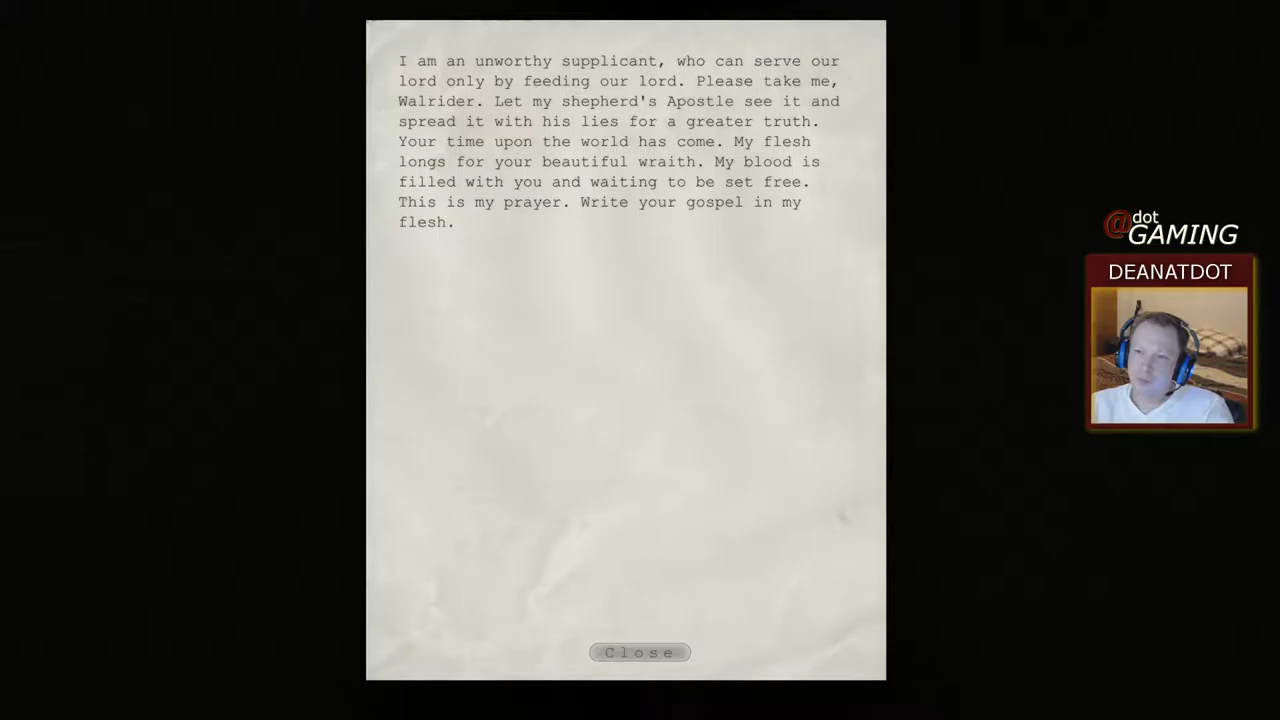 I am an unworthy supplicant, who can serve our
lord only by feeding our lord. Please take me,
Walrider. Let my shepherd's Apostle see it and
spread it with his lies for a greater truth.
Your time upon the world has come. My flesh
longs for your beautiful wraith. My blood is
filled with you and waiting to be set free.
This is my prayer. Write your gospel in my
flesh.
Close
@dot
GAMING
DEANATDOT